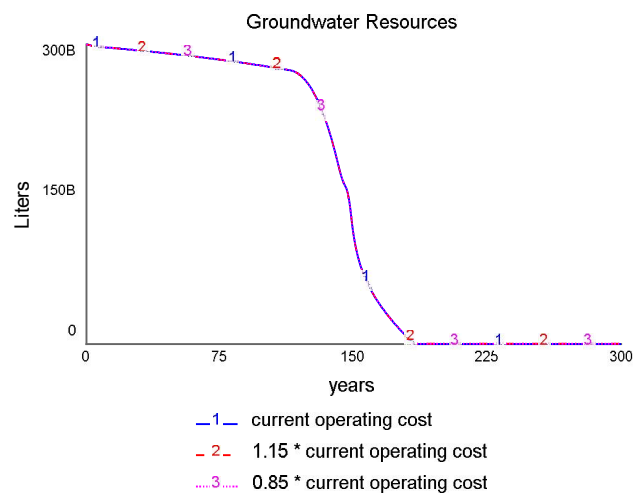 Groundwater Resources
300B
1 2 3 1 2 3
150B
Liters
1
0
2 3 1 2 3
0 75 150 225 300
years
1 current operating cost
2 1.15 * current operating cost
3 0.85 * current operating cost